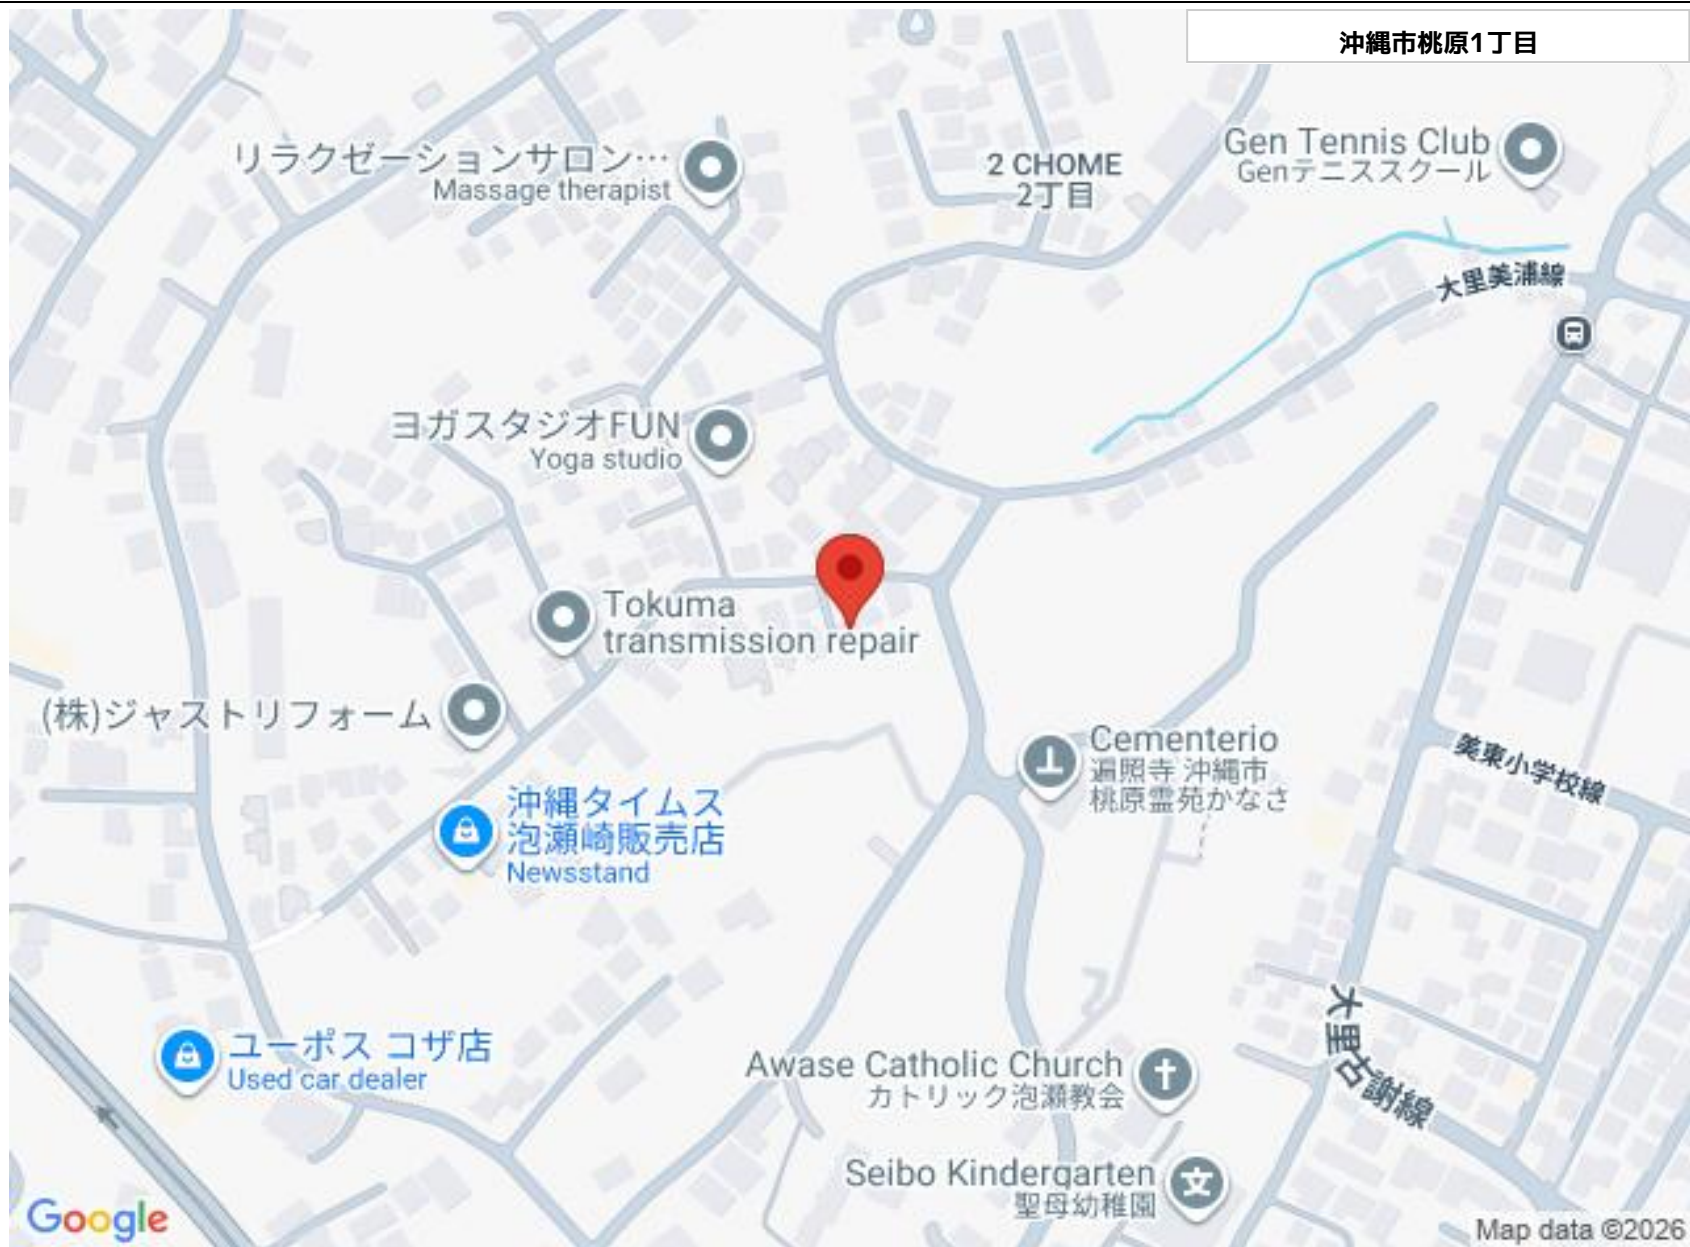 沖縄市桃原1丁目
リラクゼーションサロン…
Massage therapist
2 CHOME
2丁目
Gen Tennis Club
Genテニススクール
大里美浦線
ヨガスタジオFUN
Yoga studio
Tokuma
transmission repair
(株)ジャストリフォーム
Cementerio
遍照寺 沖縄市
桃原霊苑かなさ
美東小学校線
沖縄タイムス
泡瀬崎販売店
Newsstand
大里古謝線
ユーポス コザ店
Used car dealer
Awase Catholic Church
カトリック泡瀬教会
Seibo Kindergarten
聖母幼稚園
Google
Map data ©2026